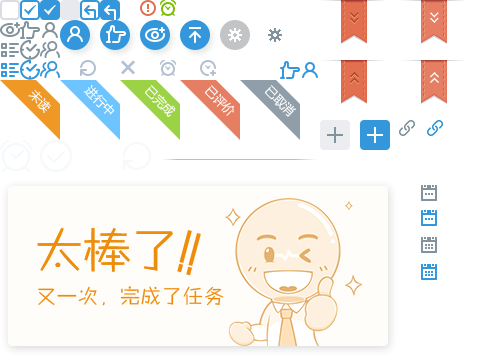 未读
进行中
已完成
已评价
已取消
太棒了!!
又一次，完成了任务